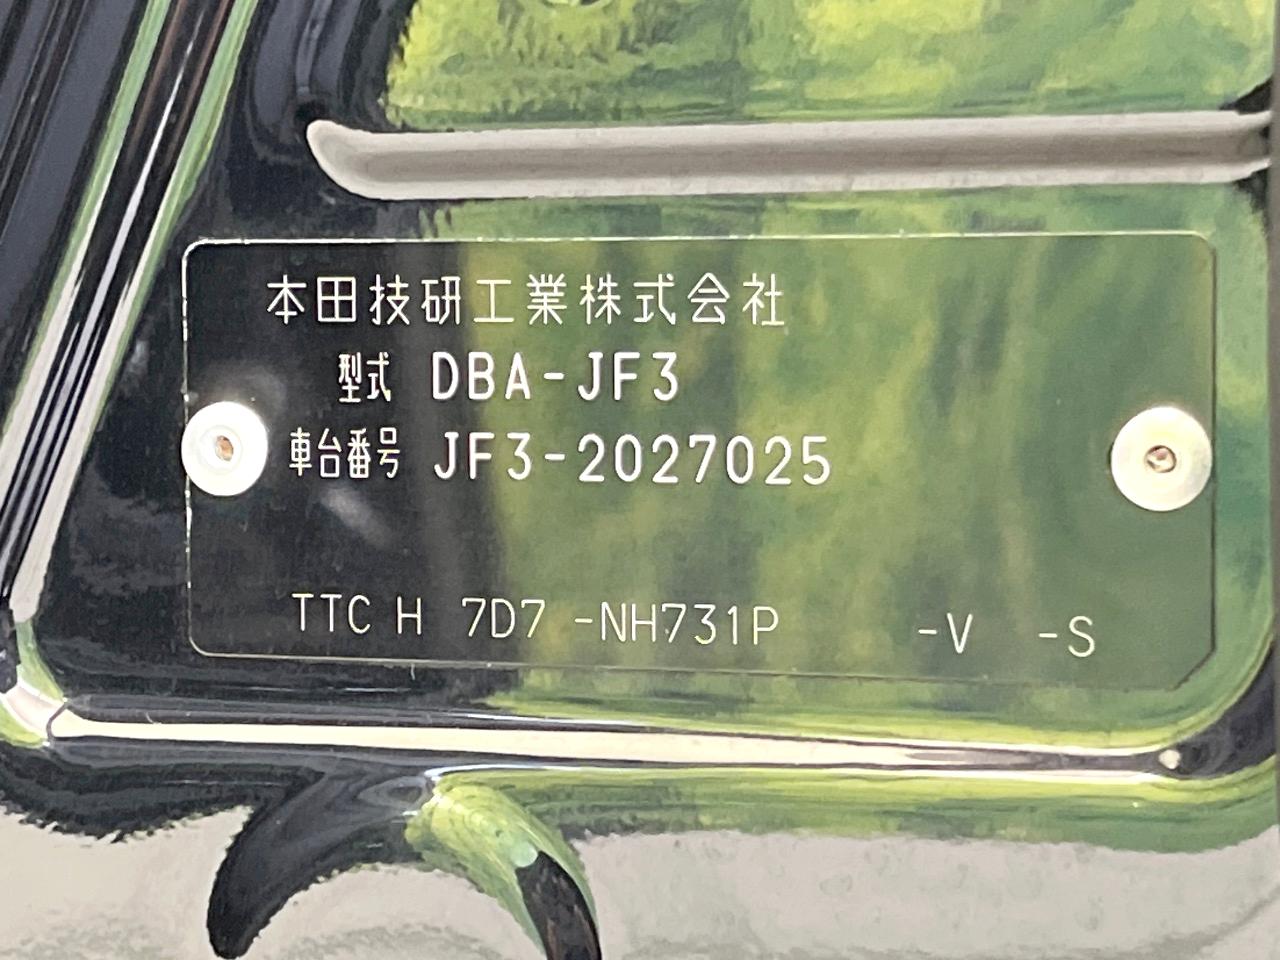 本田技研工業株式会社
型式 DBA-JF3
車台番号 JF3-2027025
TTC H 7D7 -NH731P -V -S